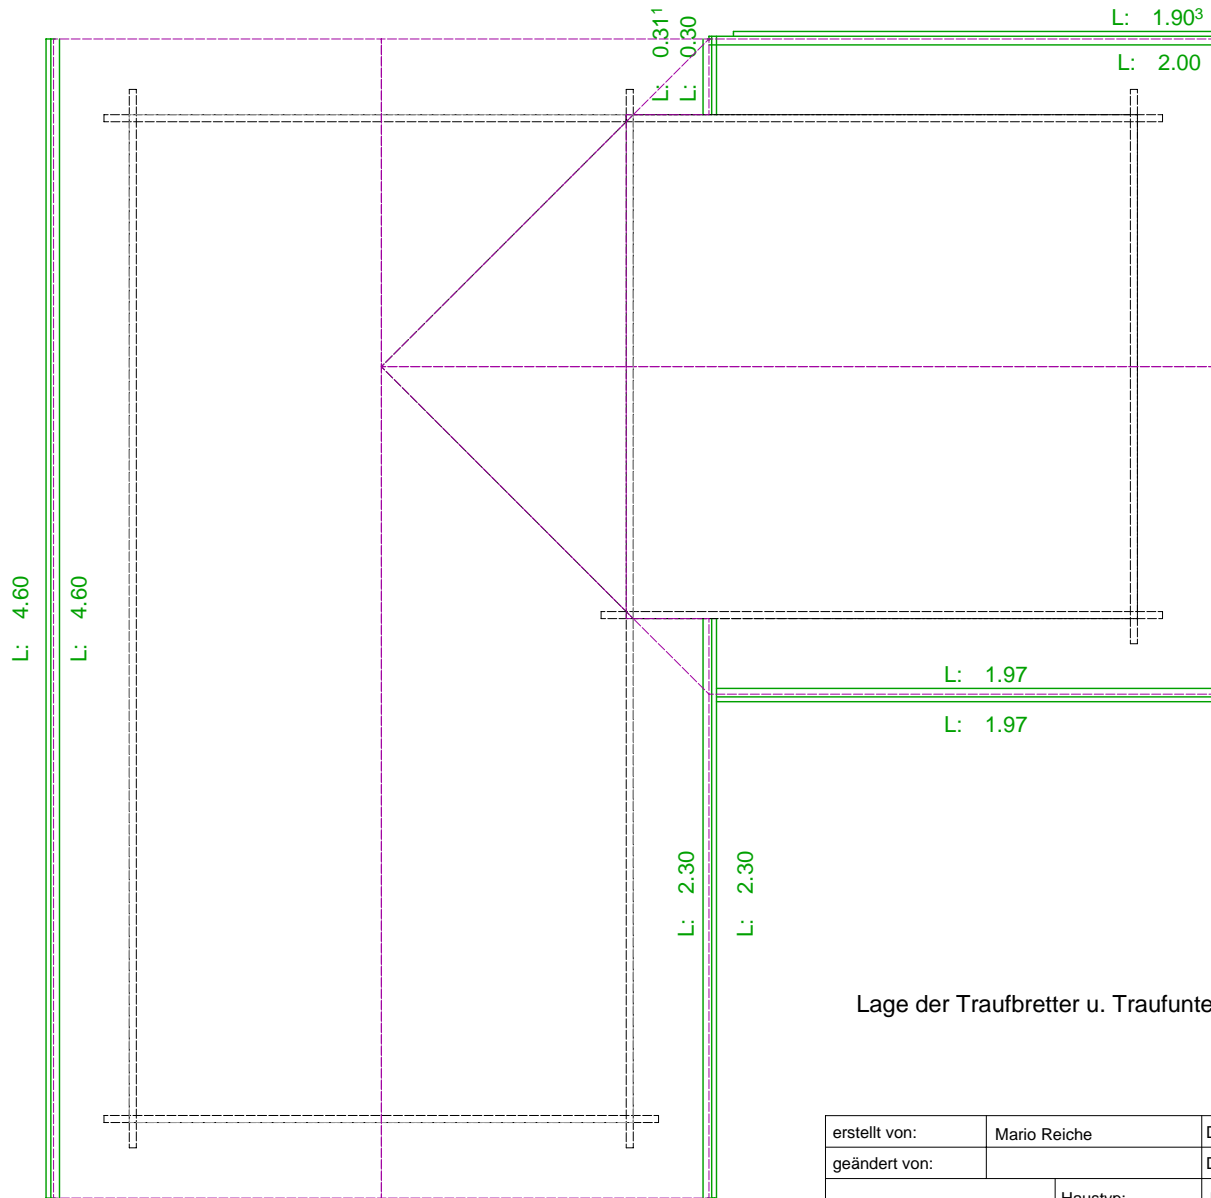 L: 1.90³
L: 2.00
L: 0.31¹
L: 0.30
L: 4.60
L: 4.60
L: 1.97
L: 1.97
L: 2.30
L: 2.30
Lage der Traufbretter u. Traufunte
erstellt von: Mario Reiche D
geändert von: D
Haustyp: